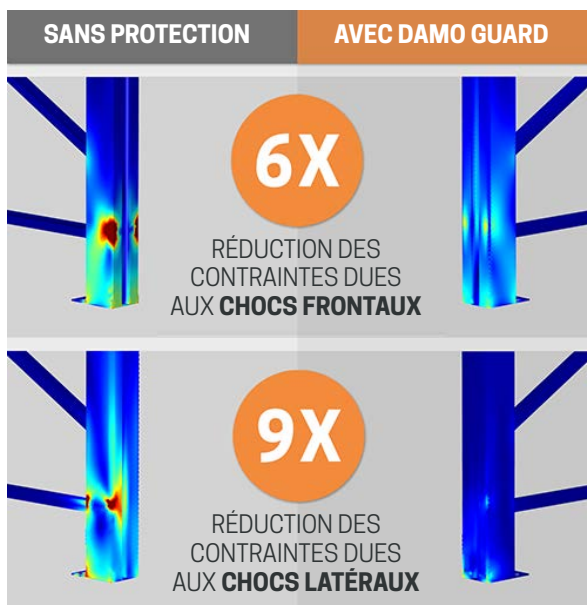 SANS PROTECTION
AVEC DAMO GUARD
6X
RÉDUCTION DES
CONTRAINTES DUES
AUX CHOCS FRONTAUX
9X
RÉDUCTION DES
CONTRAINTES DUES
AUX CHOCS LATÉRAUX